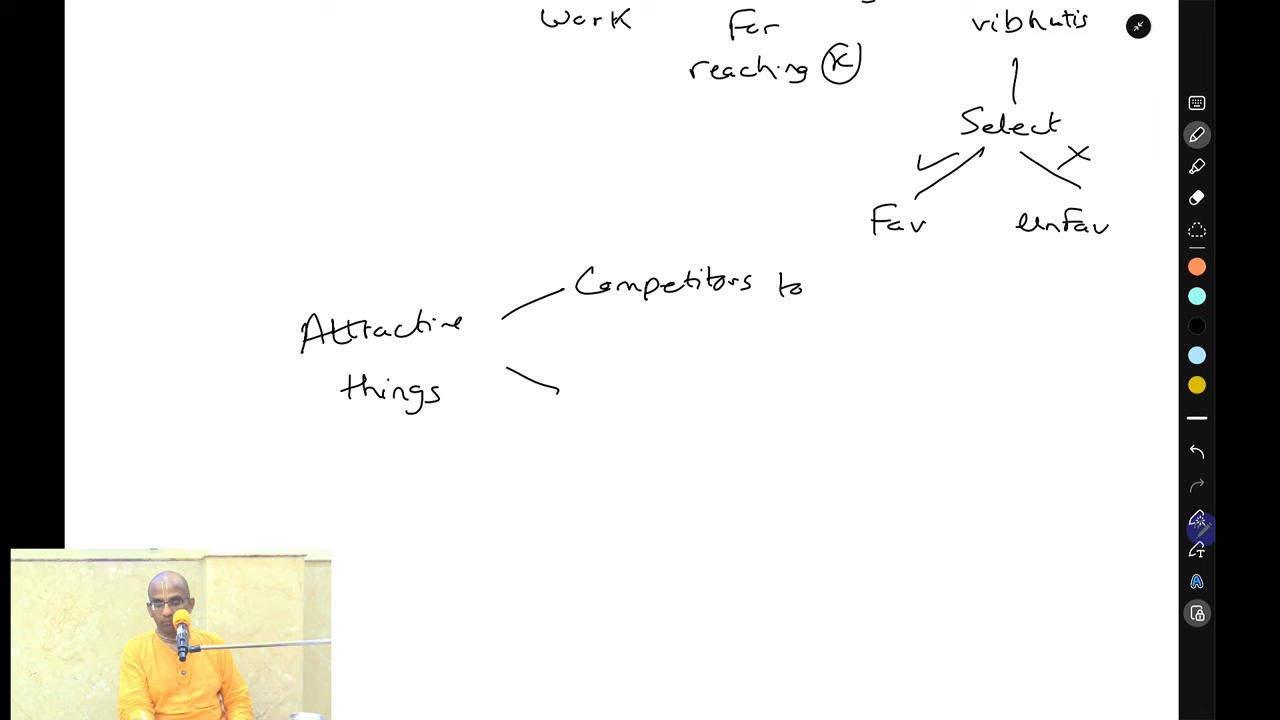 work
For
vibhutis
reaching K
Select
Fav
unFav
Competitors to
Attractive
things